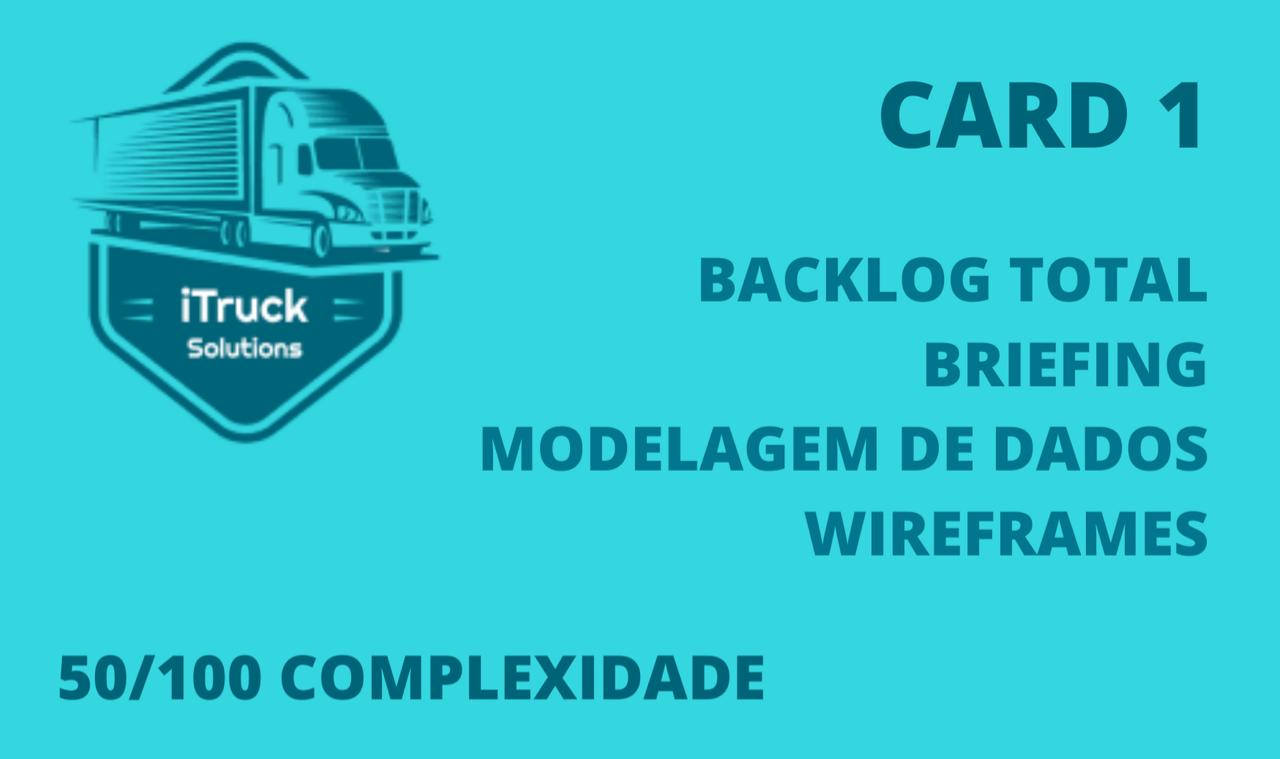 CARD 1
iTruck
Solutions
BACKLOG TOTAL
BRIEFING
MODELAGEM DE DADOS
WIREFRAMES
50/100 COMPLEXIDADE